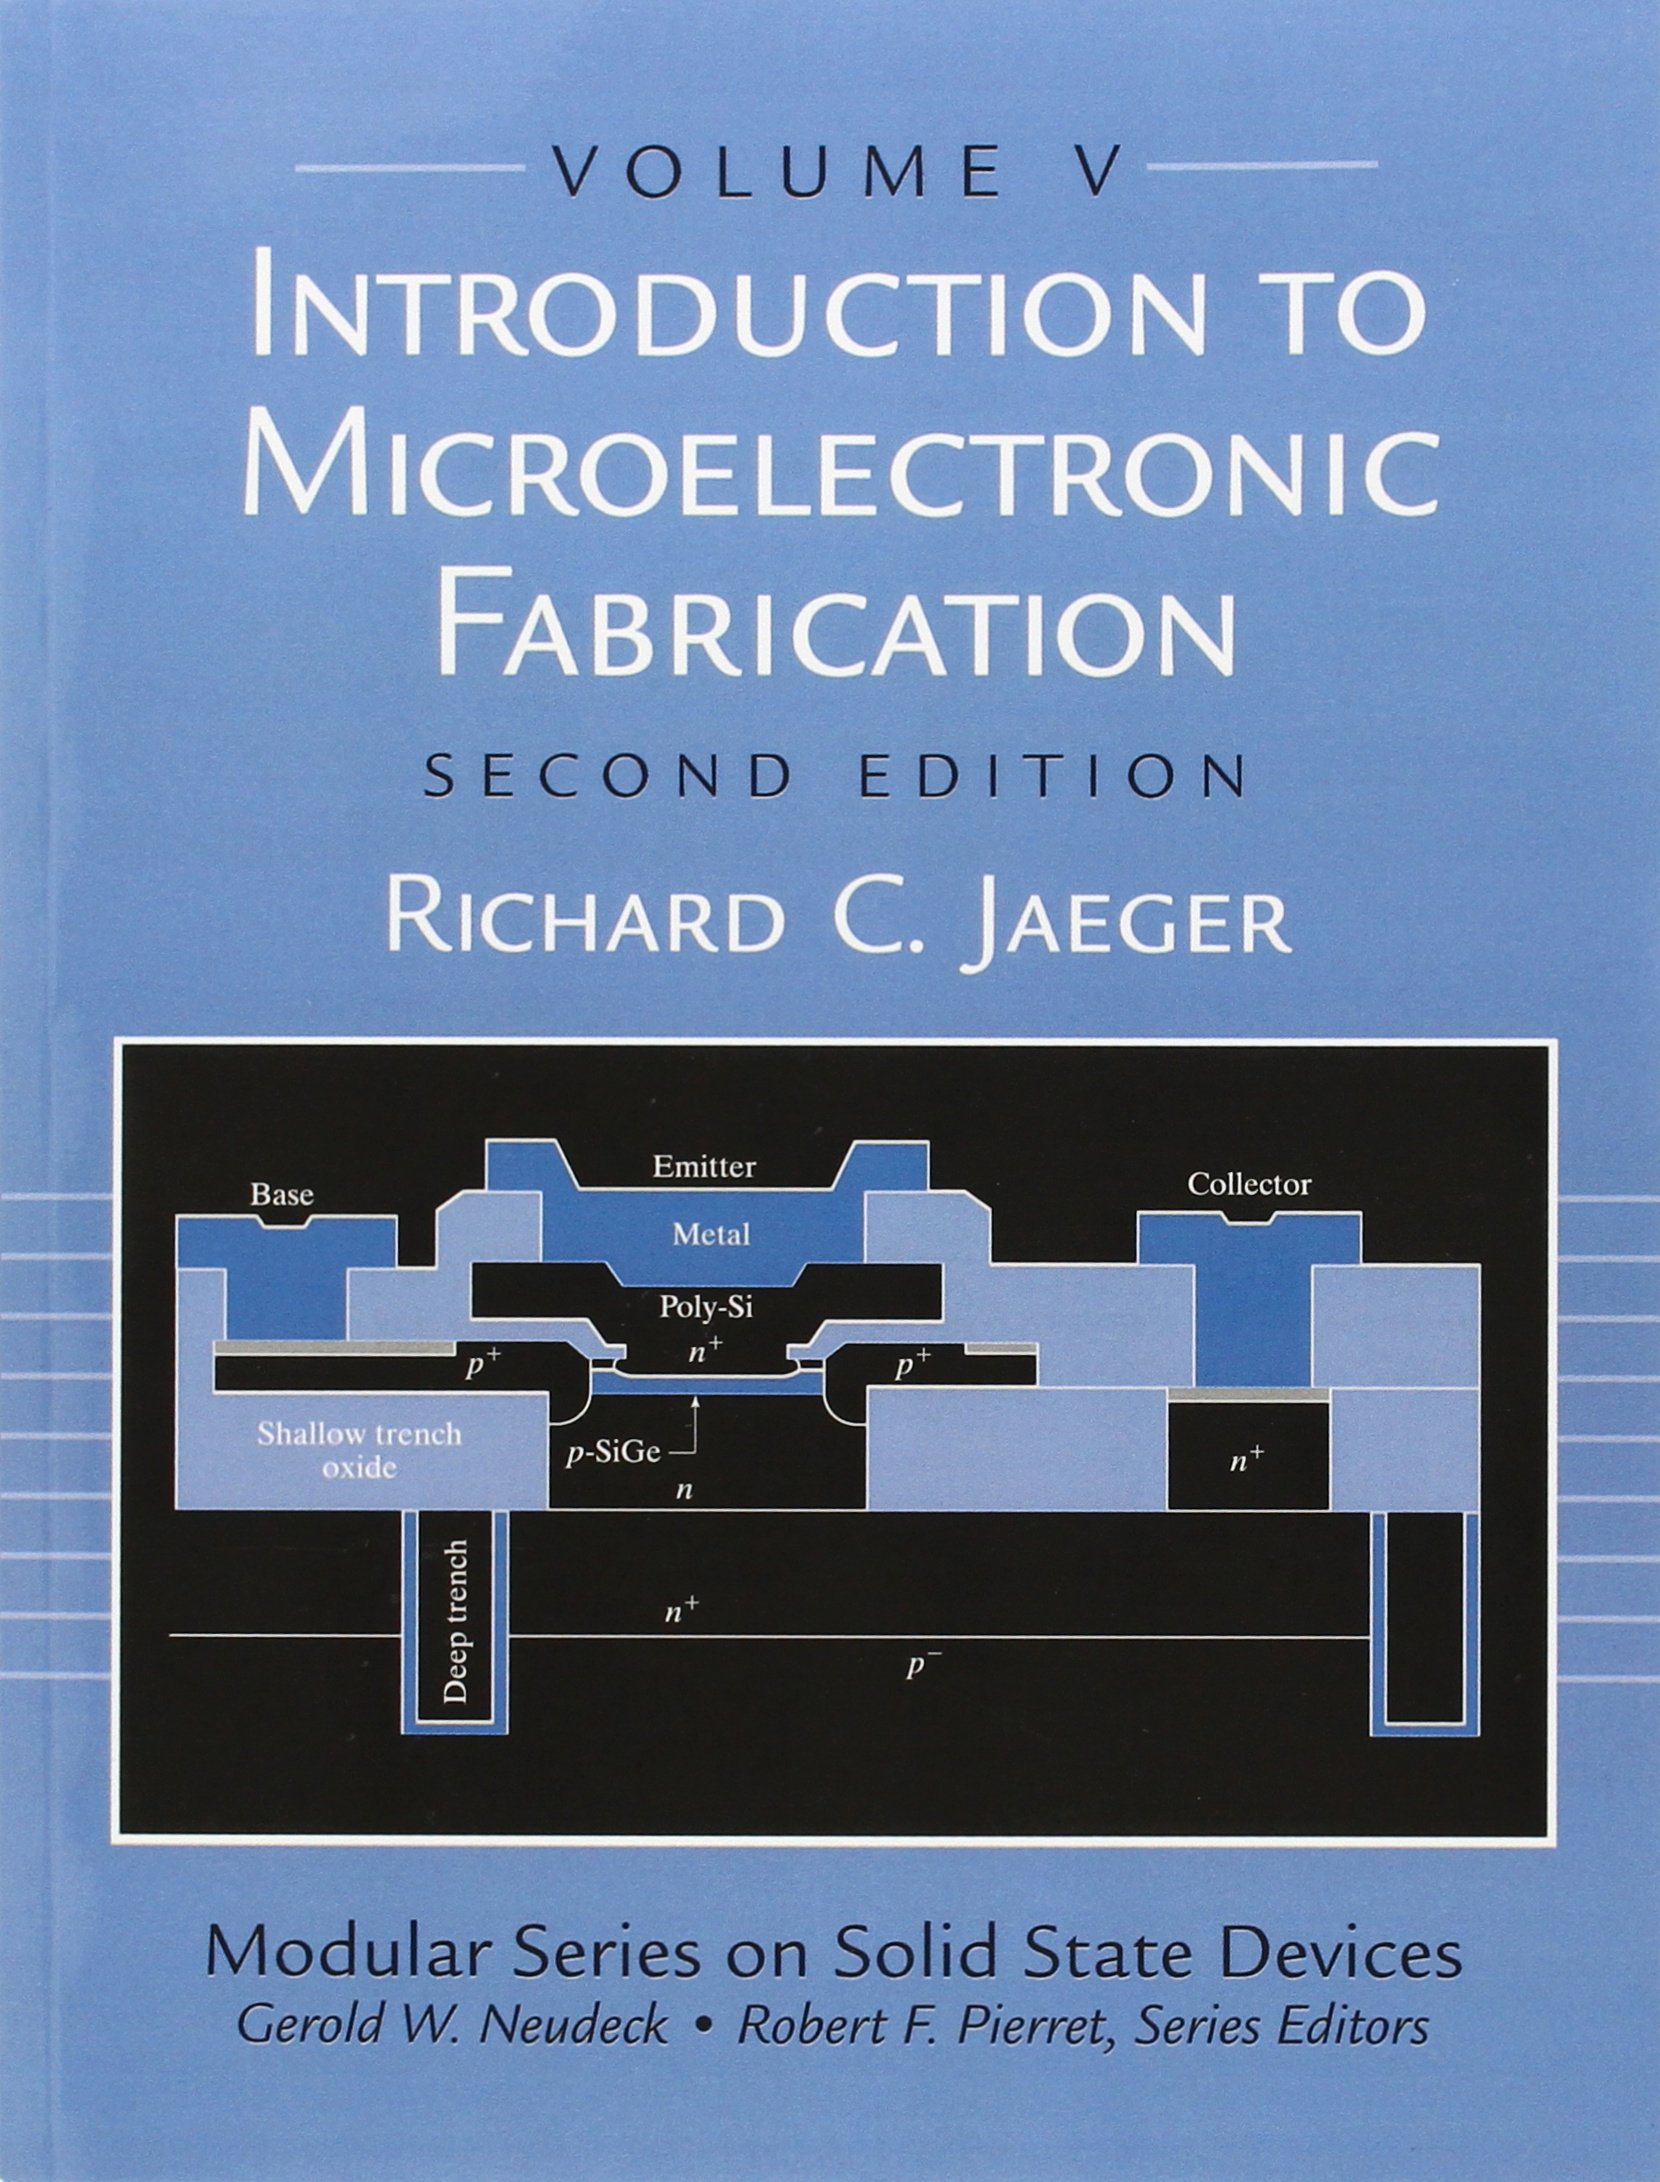 VOLUME V
INTRODUCTION TO
MICROELECTRONIC
FABRICATION
SECOND EDITION
RICHARD C. JAEGER
Emitter
Base
Collector
Metal
Poly-Si
n+
p+
p+
Shallow trench
oxide
p-SiGe
n+
n
Deep trench
n+
p−
Modular Series on Solid State Devices
Gerold W. Neudeck • Robert F. Pierret, Series Editors